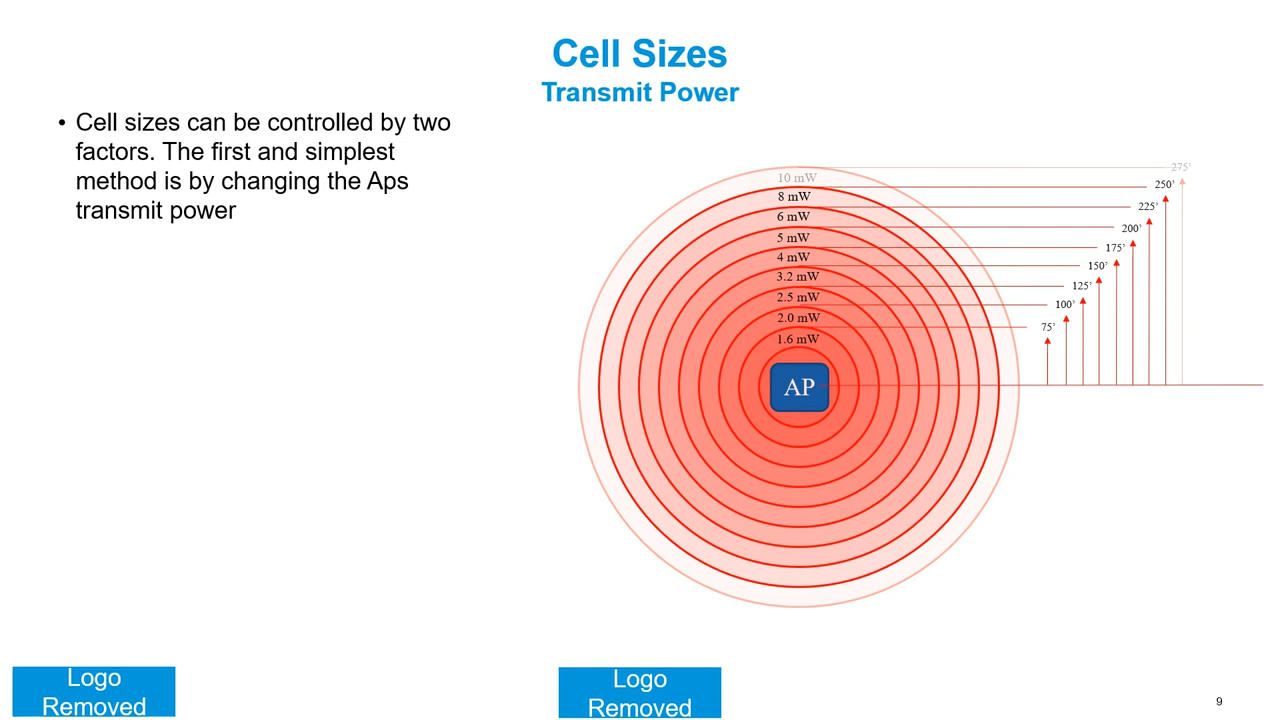 Cell Sizes
Transmit Power
• Cell sizes can be controlled by two
factors. The first and simplest
method is by changing the Aps
transmit power
10 mW
8 mW
6 mW
5 mW
4 mW
3.2 mW
2.5 mW
2.0 mW
1.6 mW
AP
275’
250’
225’
200’
175’
150’
125’
100’
75’
Logo
Removed
Logo
Removed
9